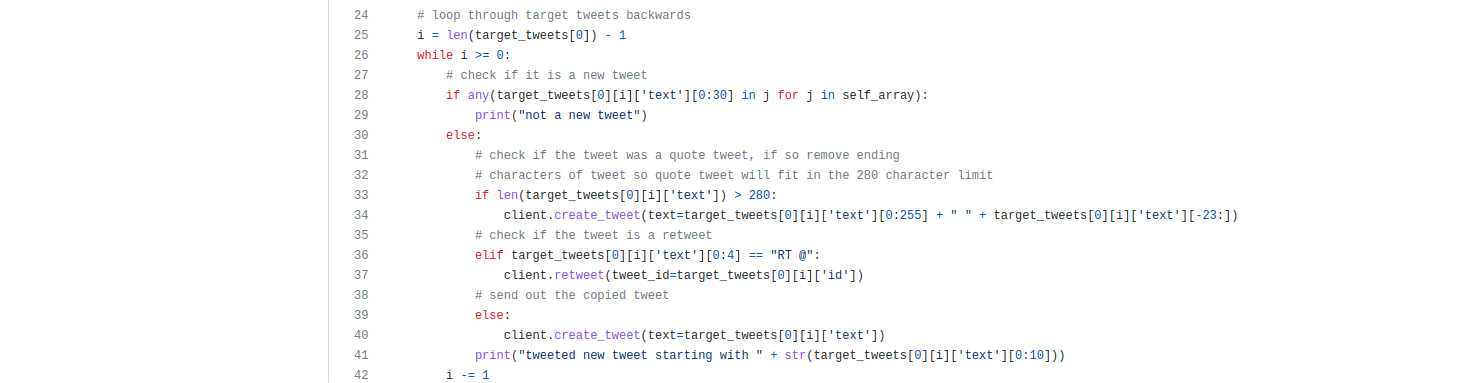 24 # loop through target tweets backwards
25 i = len(target_tweets[0]) - 1
26 while i >= 0:
27 # check if it is a new tweet
28 if any(target_tweets[0][i]['text'][0:30] in j for j in self_array):
29 print("not a new tweet")
30 else:
31 # check if the tweet was a quote tweet, if so remove ending
32 # characters of tweet so quote tweet will fit in the 280 character limit
33 if len(target_tweets[0][i]['text']) > 280:
34 client.create_tweet(text=target_tweets[0][i]['text'][0:255] + " " + target_tweets[0][i]['text'][-23:])
35 # check if the tweet is a retweet
36 elif target_tweets[0][i]['text'][0:4] == "RT @":
37 client.retweet(tweet_id=target_tweets[0][i]['id'])
38 # send out the copied tweet
39 else:
40 client.create_tweet(text=target_tweets[0][i]['text'])
41 print("tweeted new tweet starting with " + str(target_tweets[0][i]['text'][0:10]))
42 i -= 1